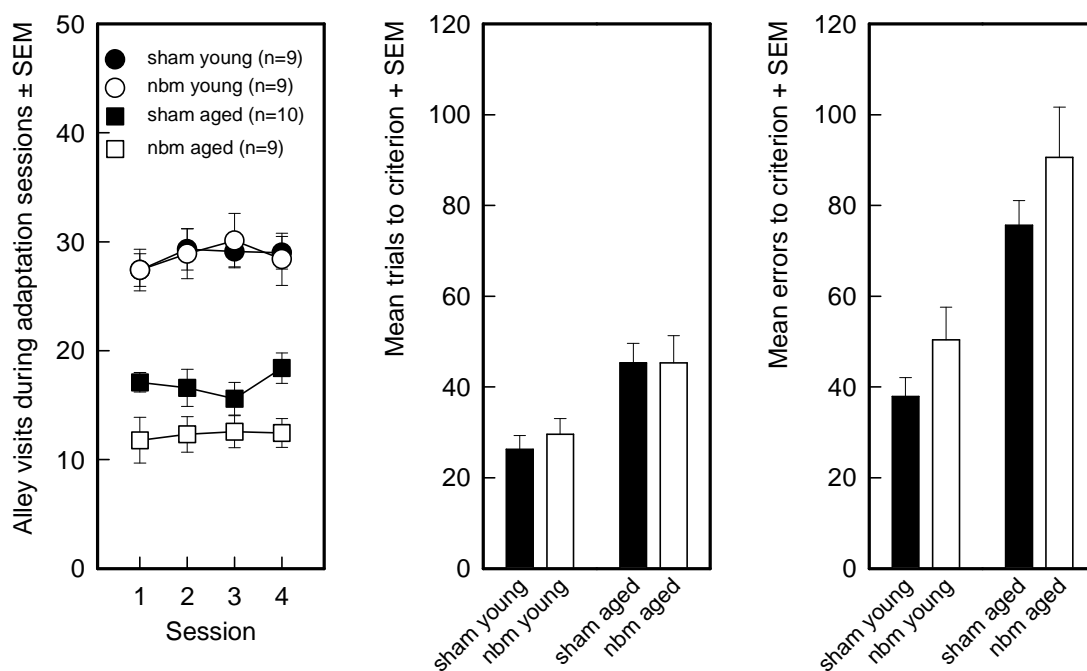 Alley visits during adaptation sessions ± SEM
50
40
30
20
10
0
sham young (n=9)
nbm young (n=9)
sham aged (n=10)
nbm aged (n=9)
1 2 3 4
Session
Mean trials to criterion + SEM
120
100
80
60
40
20
0
sham young
nbm young
sham aged
nbm aged
Mean errors to criterion + SEM
120
100
80
60
40
20
0
sham young
nbm young
sham aged
nbm aged